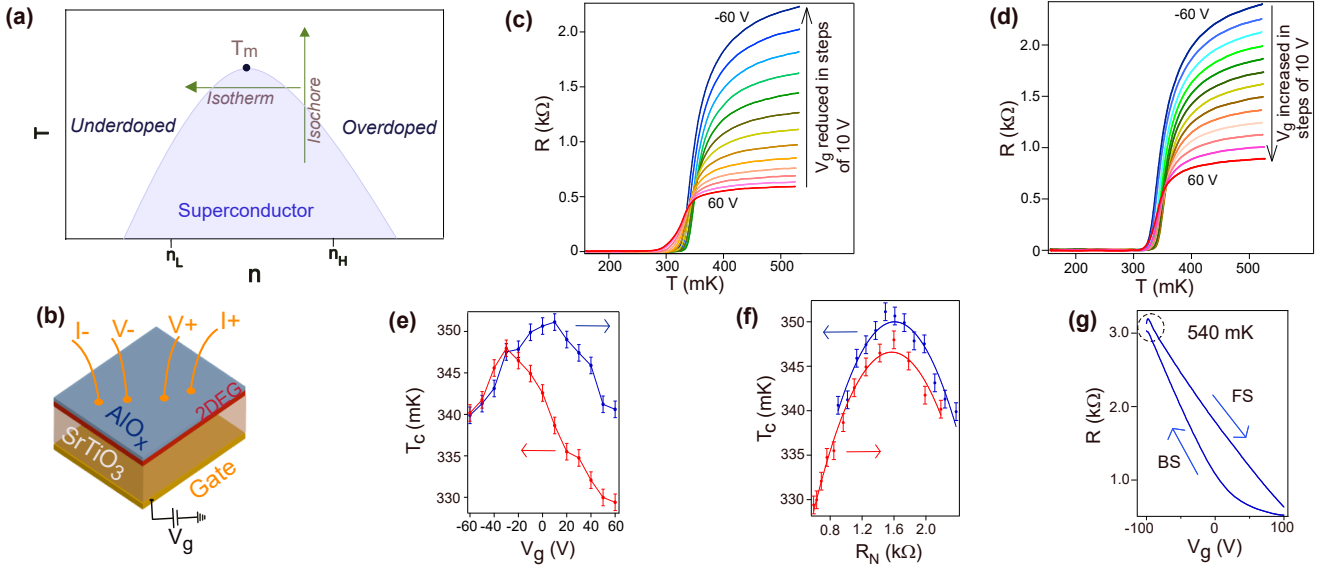 (a)
T
Tm
Isotherm
Isochore
Underdoped
Overdoped
Superconductor
nL
nH
n
(b)
I-
V-
V+
I+
AlOx
2DEG
SrTiO3
Gate
Vg
(c)
R (kΩ)
2.0
1.5
1.0
0.5
0
-60 V
60 V
Vg reduced in steps
of 10 V
200 300 400 500
T (mK)
(d)
R (kΩ)
2.0
1.5
1.0
0.5
0
-60 V
60 V
Vg increased in
steps of 10 V
200 300 400 500
T (mK)
(e)
Tc (mK)
350
340
330
-60 -40 -20 0 20 40 60
Vg (V)
(f)
Tc (mK)
350
345
340
335
330
0.8 1.2 1.6 2.0
RN (kΩ)
(g)
R (kΩ)
3.0
2.0
1.0
540 mK
FS
BS
-100 0 100
Vg (V)